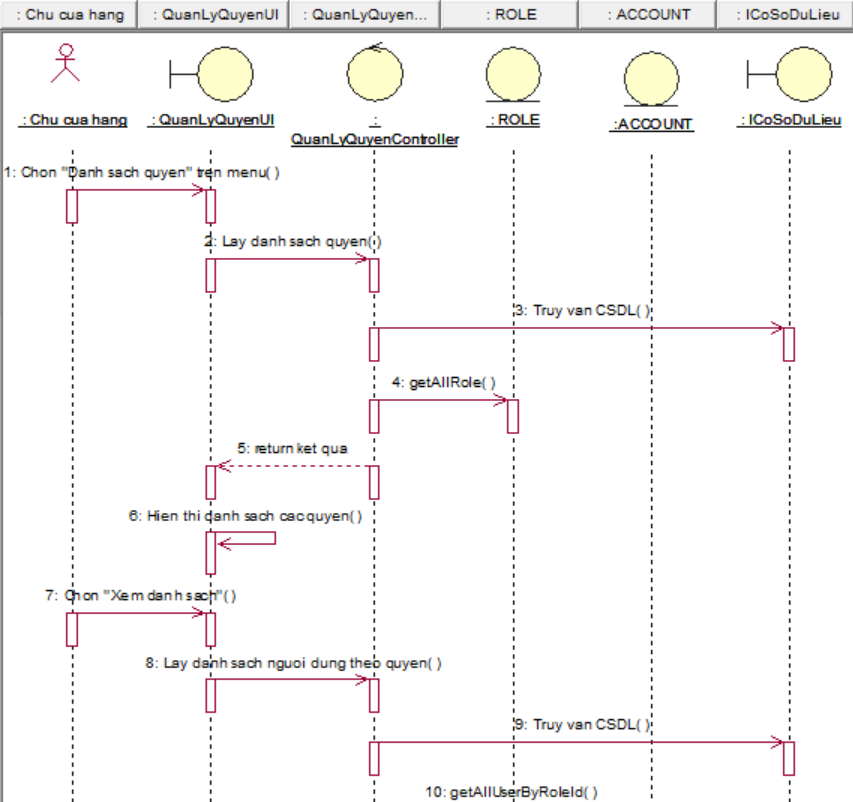 : Chu cua hang
: QuanLyQuyenUI
: QuanLyQuyen...
: ROLE
: ACCOUNT
: ICoSoDuLieu
: Chu cua hang
: QuanLyQuyenUI
:
QuanLyQuyenController
: ROLE
:ACCOUNT
: ICoSoDuLieu
1: Chon "Danh sach quyen" tren menu( )
2: Lay danh sach quyen( )
3: Truy van CSDL( )
4: getAllRole( )
5: return ket qua
6: Hien thi danh sach cac quyen( )
7: Chon "Xem danh sach"( )
8: Lay danh sach nguoi dung theo quyen( )
9: Truy van CSDL( )
10: getAllUserByRoleId( )